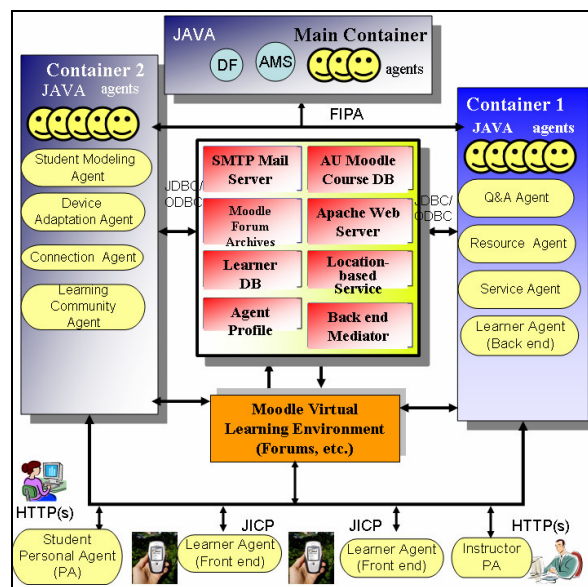 JAVA
Main Container
DF
AMS
agents
FIPA
Container 2
JAVA agents
Student Modeling
Agent
Device
Adaptation Agent
Connection Agent
Learning
Community
Agent
JDBC/
ODBC
SMTP Mail
Server
AU Moodle
Course DB
Moodle
Forum
Archives
Apache Web
Server
Learner
DB
Location-
based
Service
Agent
Profile
Back end
Mediator
JDBC/
ODBC
Container 1
JAVA agents
Q&A Agent
Resource Agent
Service Agent
Learner Agent
(Back end)
Moodle Virtual
Learning Environment
(Forums, etc.)
HTTP(s)
JICP
JICP
HTTP(s)
Student
Personal Agent
(PA)
Learner Agent
(Front end)
Learner Agent
(Front end)
Instructor
PA